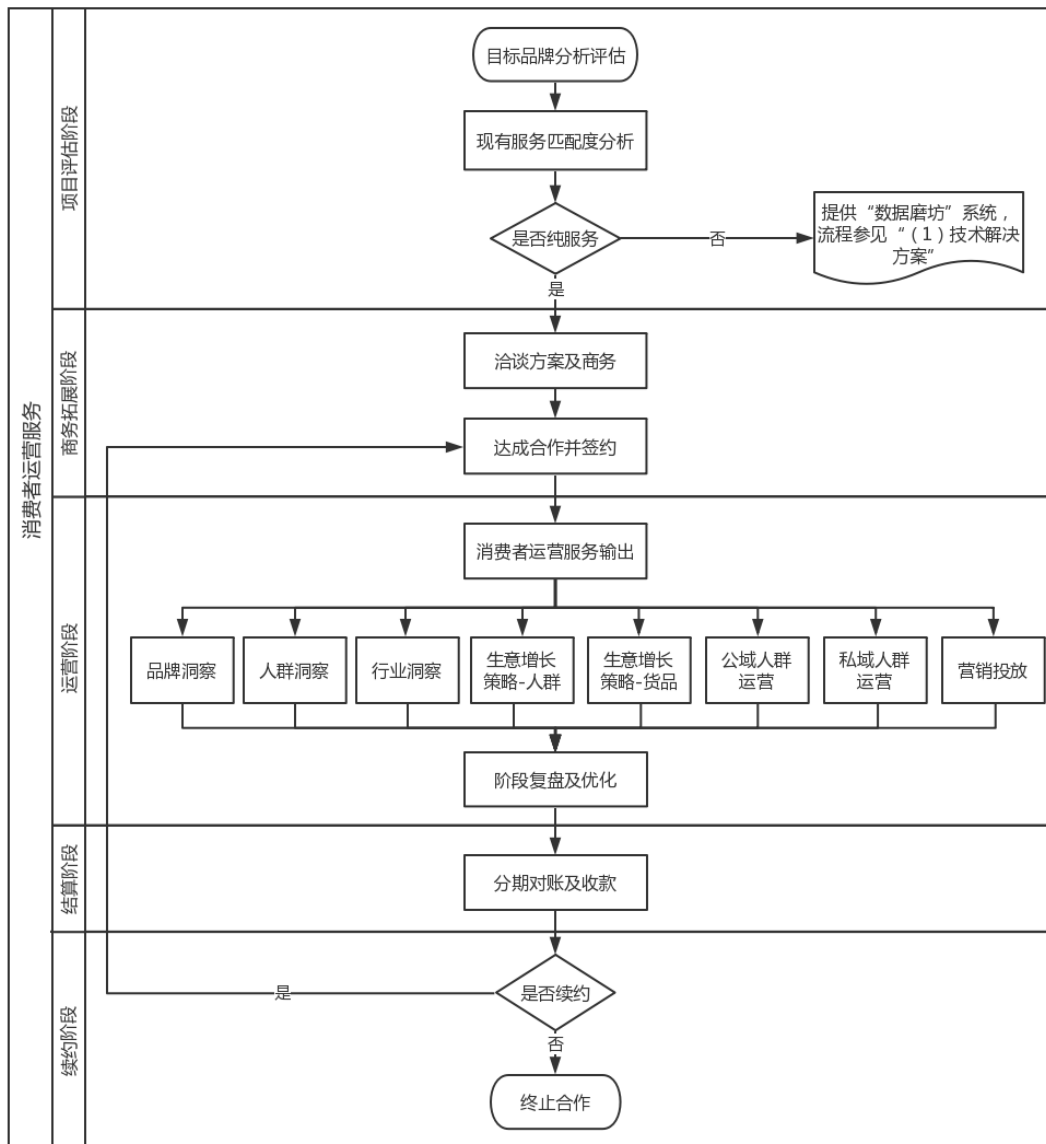 消费者运营服务
项目评估阶段
目标品牌分析评估
现有服务匹配度分析
是否纯服务
否
提供“数据磨坊”系统，
流程参见“（1）技术解决
方案”
是
商务拓展阶段
洽谈方案及商务
达成合作并签约
运营阶段
消费者运营服务输出
品牌洞察
人群洞察
行业洞察
生意增长
策略-人群
生意增长
策略-货品
公域人群
运营
私域人群
运营
营销投放
阶段复盘及优化
结算阶段
分期对账及收款
续约阶段
是否续约
是
否
终止合作